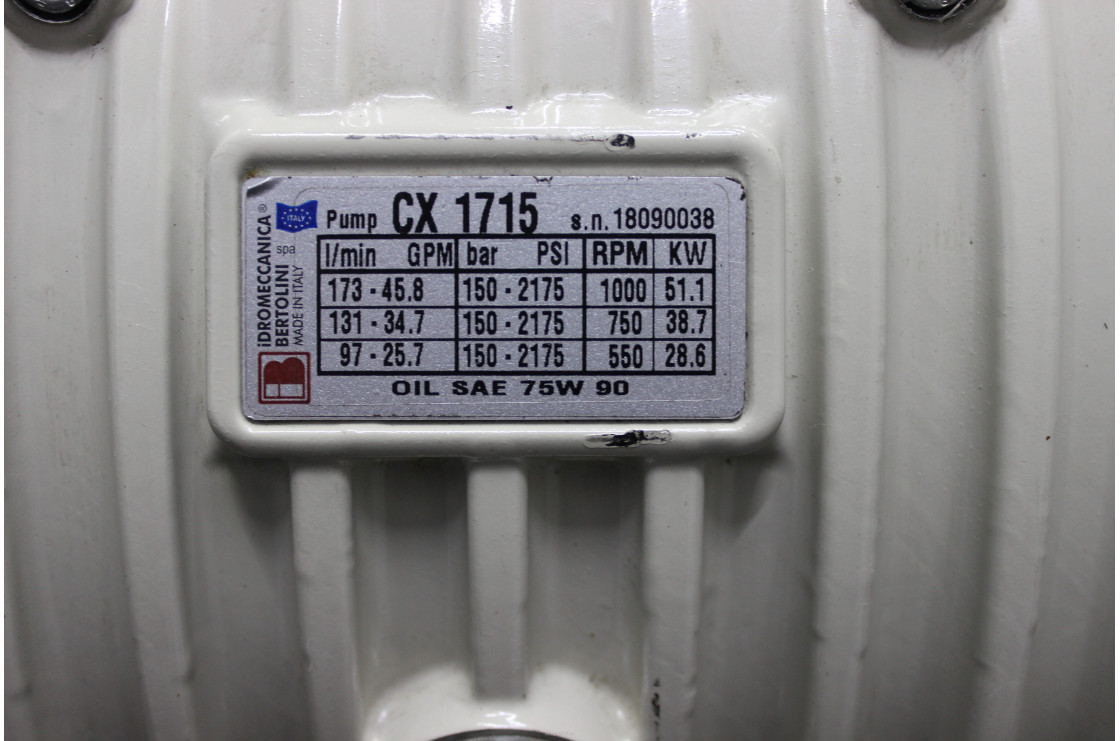 iDROMECCANICA®
BERTOLINI spa
MADE IN ITALY
ITALY
Pump CX 1715 s.n. 18090038
l/min GPM bar PSI RPM KW
173 - 45.8 150 - 2175 1000 51.1
131 - 34.7 150 - 2175 750 38.7
97 - 25.7 150 - 2175 550 28.6
OIL SAE 75W 90